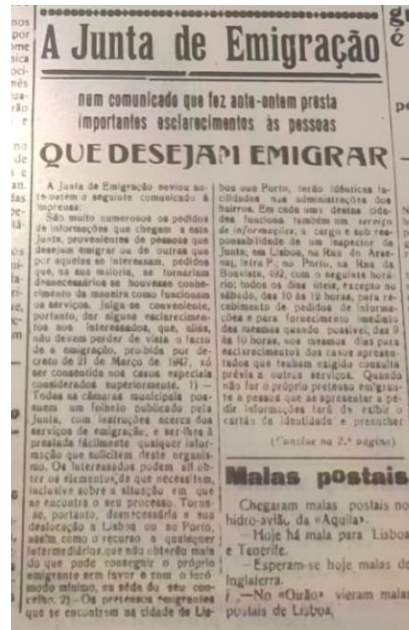 A Junta de Emigração
num comunicado que fez ante-ontem presta
importantes esclarecimentos às pessoas
QUE DESEJAM EMIGRAR
A Junta de Emigração enviou an-
te-ontem o seguinte comunicado à
Imprensa:
São muito numerosos os pedidos
de informações que chegam a esta
Junta, provenientes de pessoas que
desejam emigrar ou de outras que
por aquelas se interessam, pedidos
que, na sua maioria, se tornariam
desnecessários se houvesse conhe-
cimento da maneira como funcionam
os serviços. Julga-se conveniente,
portanto, dar alguns esclarecimen-
tos aos interessados, que, aliás,
não devem perder de vista o facto
de a emigração, proibida por de-
creto de 21 de Março de 1947, só
ser consentida nos casos especiais
considerados superiormente. 1) —
Todas as câmaras municipais pos-
suem um folheto publicado pela
Junta, com instruções acerca dos
serviços de emigração, e ser-lhes-á
prestada fàcilmente qualquer infor-
mação que solicitem deste organis-
mo. Os interessados podem ali ob-
ter os elementos de que necessitem,
inclusive sobre a situação em que
se encontra o seu processo. Torna-
se, portanto, desnecessária a sua
deslocação a Lisboa ou ao Porto,
assim como o recurso a quaisquer
intermediários, que não obterão mais
do que pode conseguir o próprio
emigrante sem favor e com o incó-
modo mínimo, na séde do seu con-
celho. 2) — Os pretensos emigrantes
que se encontrem na cidade de Lis-
boa ou Porto, terão idênticas fa-
cilidades nas administrações dos
bairros. Em cada uma destas cida-
des funciona também um serviço
de informações, a cargo e sob res-
ponsabilidade de um inspector da
Junta, em Lisboa, na Rua do Arse-
nal, letra P.; no Porto, na Rua da
Boavista, 492, com o seguinte horá-
rio: todos os dias úteis, excepto no
sábado, das 10 às 12 horas, para re-
cebimento de pedidos de informa-
ções e para fornecimento imediato
das mesmas quando possível; das 9
às 10 horas, nos mesmos dias para
esclarecimentos dos casos apresen-
tados que tenham exigido consulta
prévia a outros serviços. Quando
não for o próprio pretenso emigran-
te a pessoa que se apresentar a pe-
dir informações terá de exibir o
cartão de identidade e preencher
(Conclue na 2.ª página)
Malas postais
Chegaram malas postais no
hidro-avião da «Aquila».
—Hoje há mala para Lisboa
e Tenerife.
—Esperam-se hoje malas de
Inglaterra.
—No «Guão» vieram malas
postais de Lisboa,